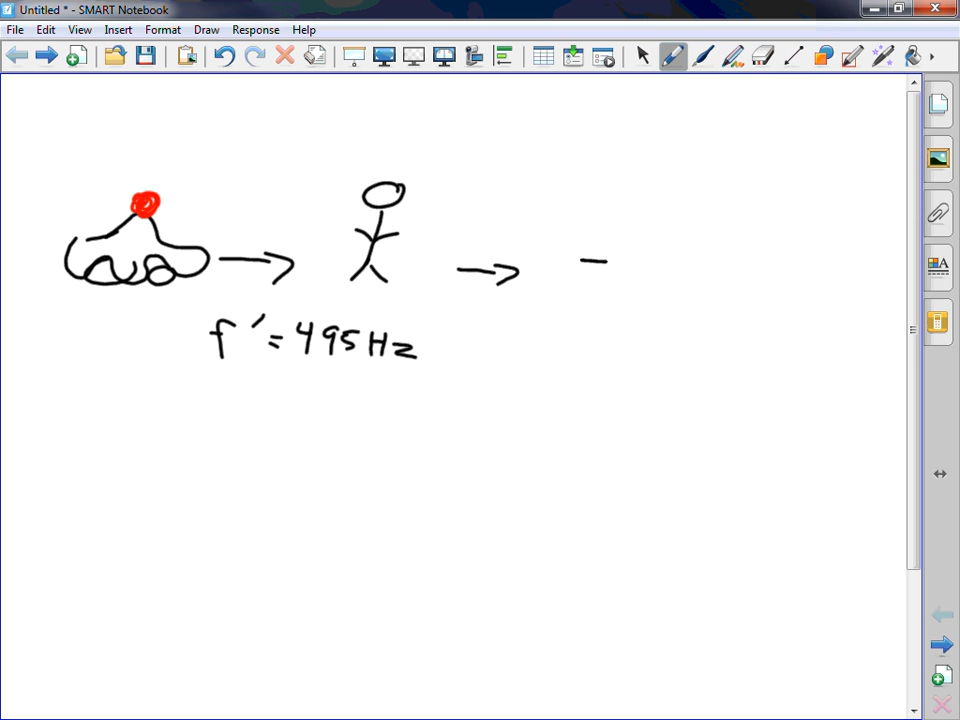 Untitled * - SMART Notebook
File Edit View Insert Format Draw Response Help
f' = 495 Hz